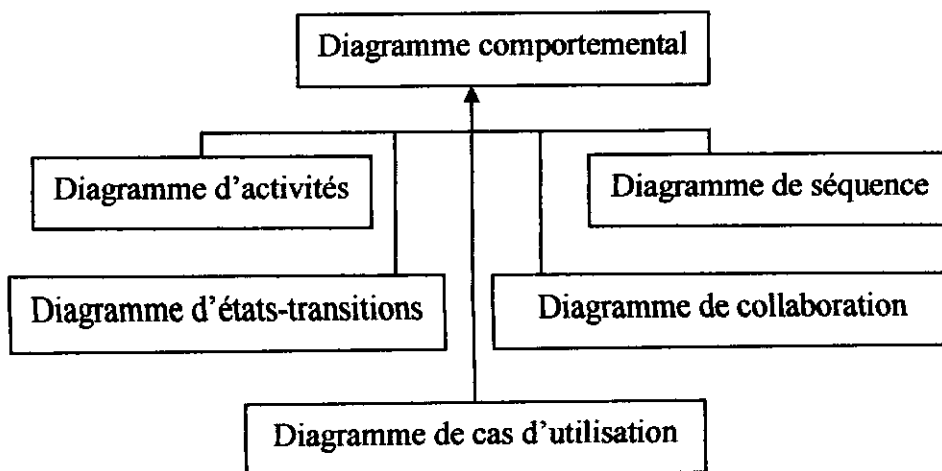 Diagramme comportemental
Diagramme d'activités
Diagramme de séquence
Diagramme d'états-transitions
Diagramme de collaboration
Diagramme de cas d'utilisation